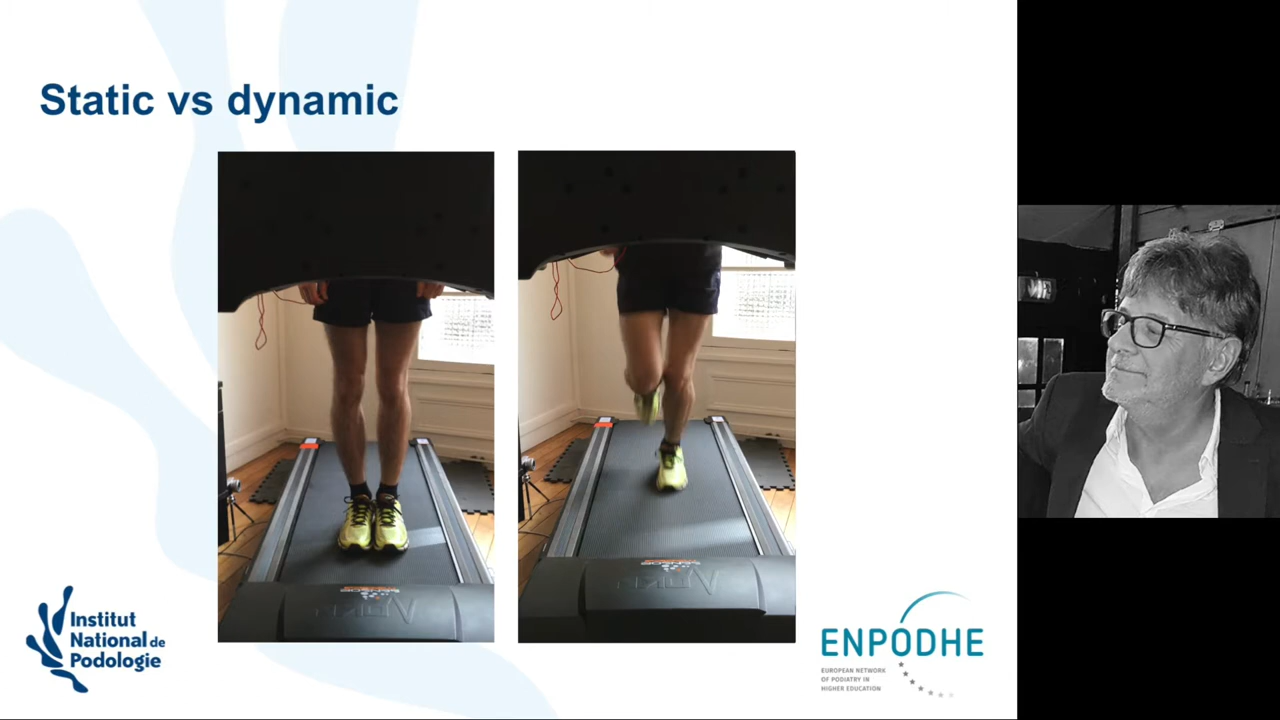 Static vs dynamic
Institut
National de
Podologie
ENPODHE
EUROPEAN NETWORK
OF PODIATRY IN
HIGHER EDUCATION